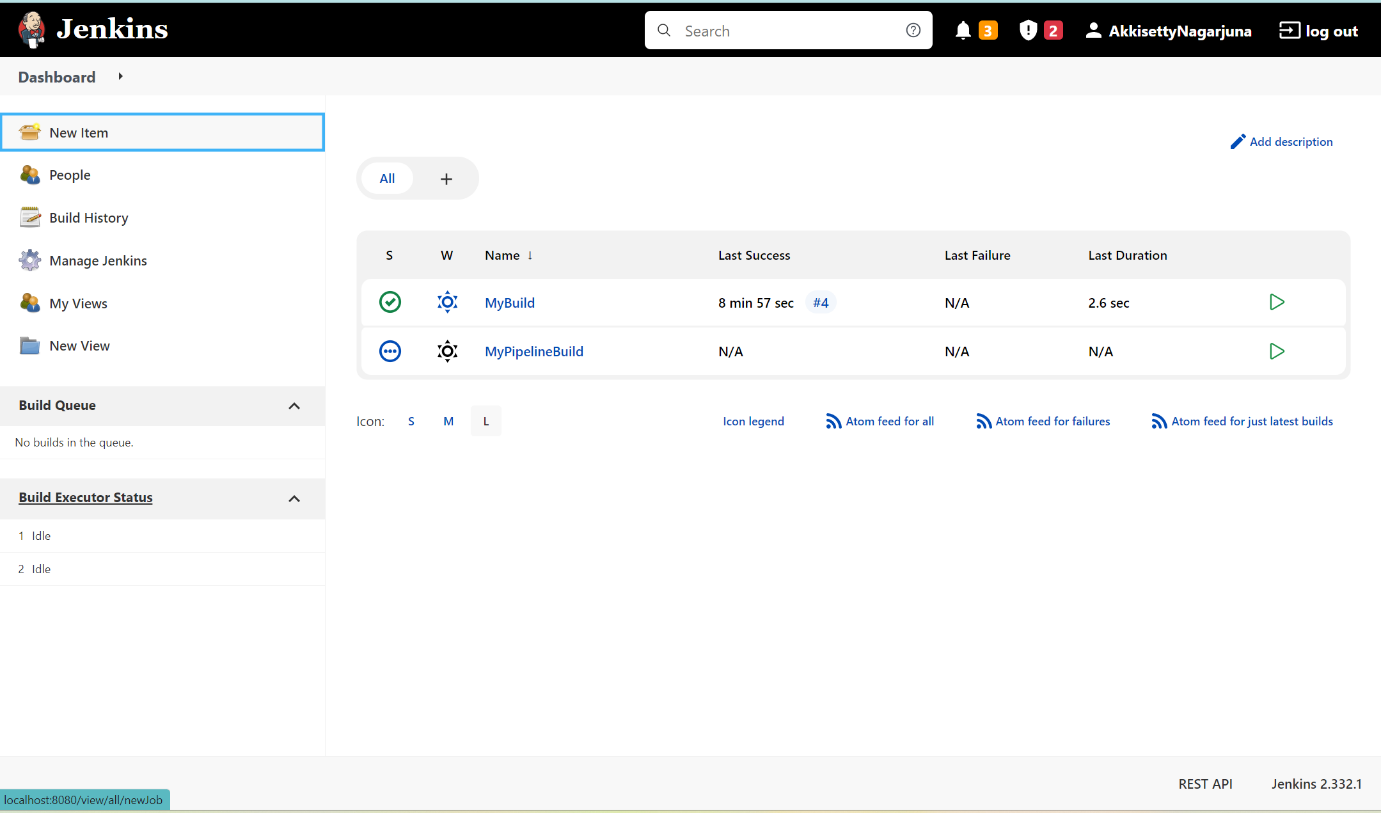 Jenkins
Search
3
2
AkkisettyNagarjuna
log out
Dashboard
New Item
People
Build History
Manage Jenkins
My Views
New View
Build Queue
No builds in the queue.
Build Executor Status
1 Idle
2 Idle
Add description
All +
S W Name ↓ Last Success Last Failure Last Duration
MyBuild 8 min 57 sec #4 N/A 2.6 sec
MyPipelineBuild N/A N/A N/A
Icon: S M L Icon legend Atom feed for all Atom feed for failures Atom feed for just latest builds
REST API Jenkins 2.332.1
localhost:8080/view/all/newJob